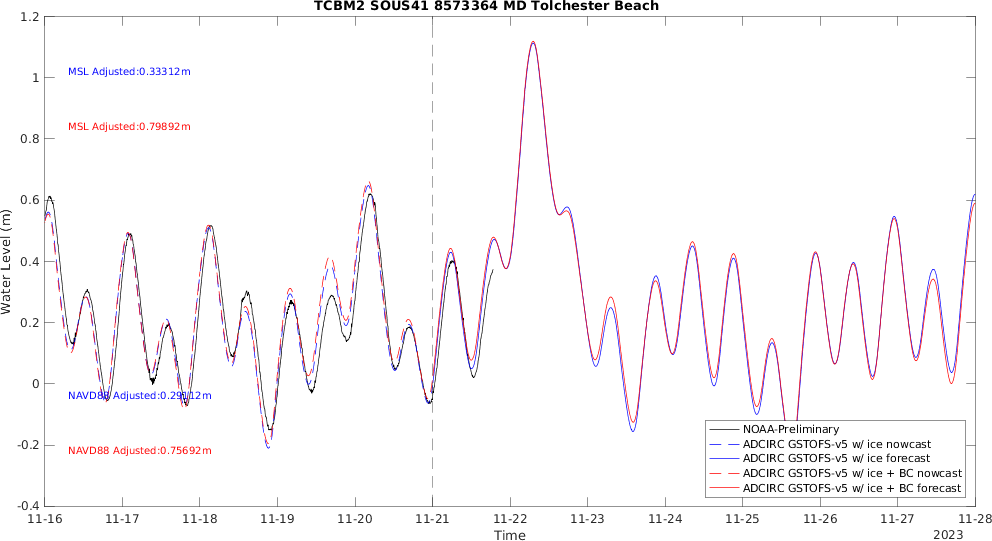 TCBM2 SOUS41 8573364 MD Tolchester Beach
Water Level (m)
1.2
1
0.8
0.6
0.4
0.2
0
-0.2
-0.4
MSL Adjusted:0.33312m
MSL Adjusted:0.79892m
NAVD88 Adjusted:0.29112m
NAVD88 Adjusted:0.75692m
NOAA-Preliminary
ADCIRC GSTOFS-v5 w/ ice nowcast
ADCIRC GSTOFS-v5 w/ ice forecast
ADCIRC GSTOFS-v5 w/ ice + BC nowcast
ADCIRC GSTOFS-v5 w/ ice + BC forecast
11-16 11-17 11-18 11-19 11-20 11-21 11-22 11-23 11-24 11-25 11-26 11-27 11-28
Time
2023